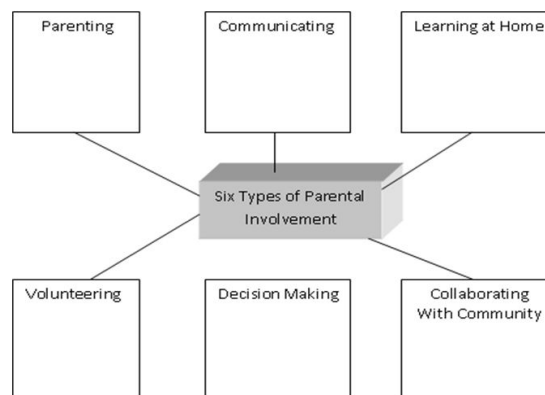 Parenting
Communicating
Learning at Home
Six Types of Parental
Involvement
Volunteering
Decision Making
Collaborating
With Community